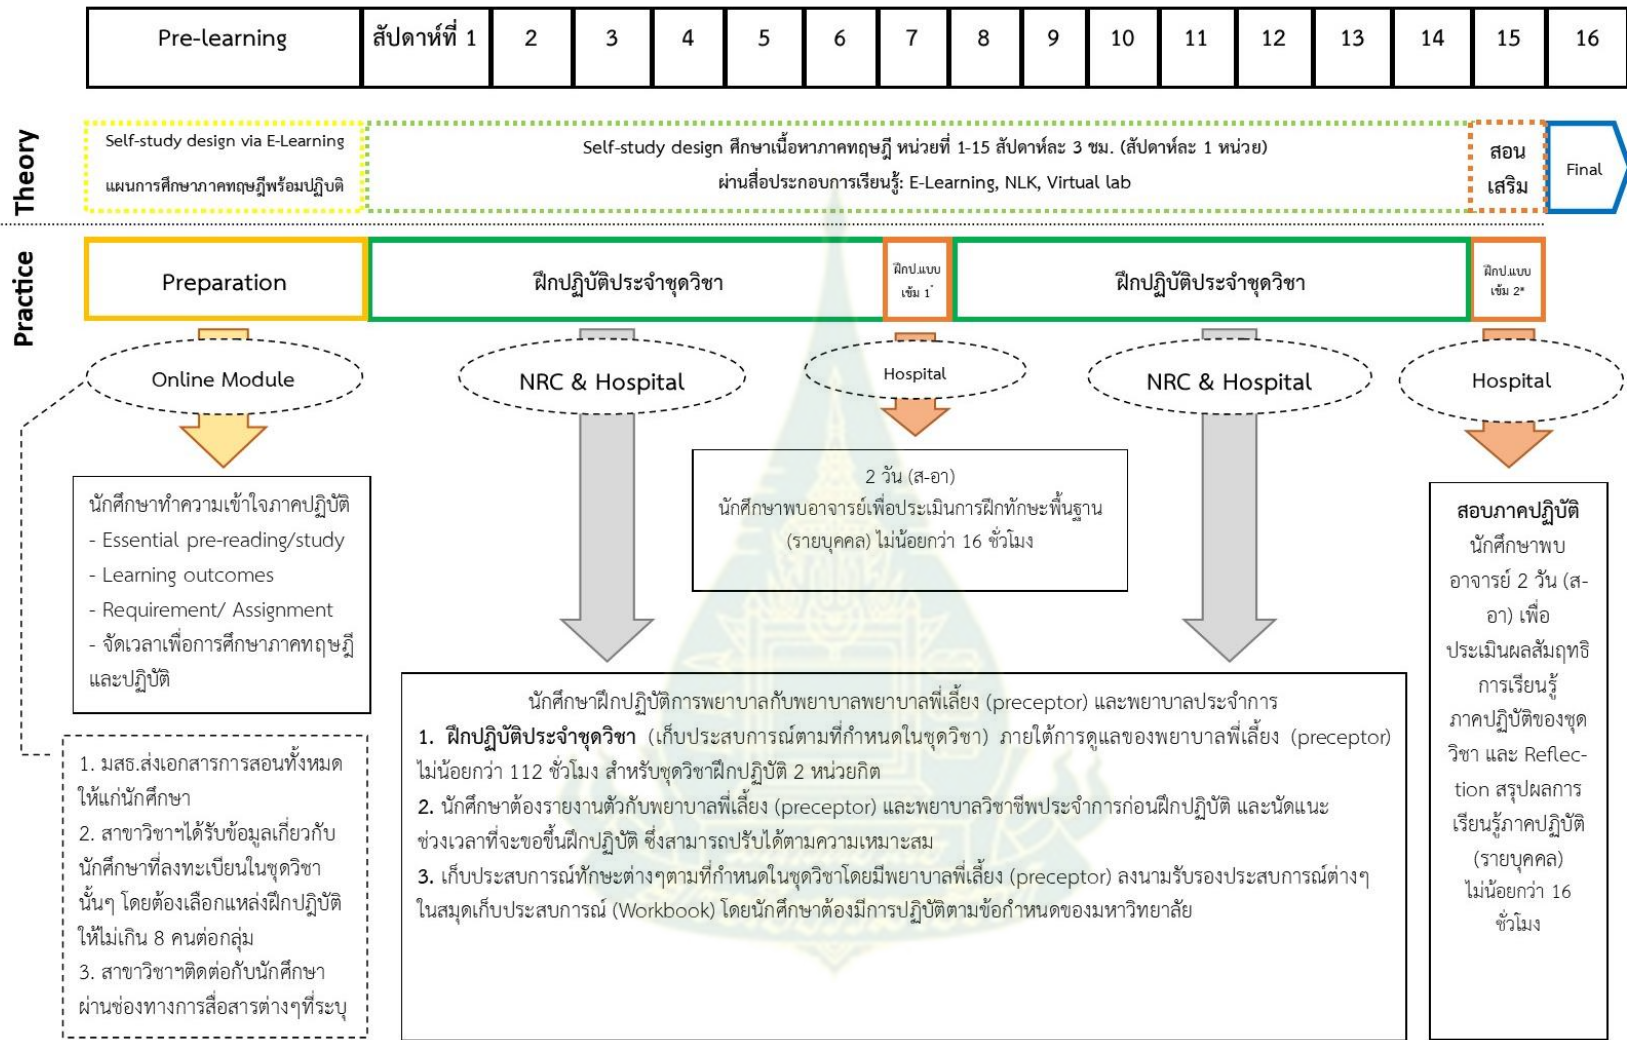 Pre-learning
สัปดาห์ที่ 1
2
3
4
5
6
7
8
9
10
11
12
13
14
15
16
Theory
Self-study design via E-Learning
แผนการศึกษาภาคทฤษฎีพร้อมปฏิบัติ
Self-study design ศึกษาเนื้อหาภาคทฤษฎี หน่วยที่ 1-15 สัปดาห์ละ 3 ชม. (สัปดาห์ละ 1 หน่วย)
ผ่านสื่อประกอบการเรียนรู้: E-Learning, NLK, Virtual lab
สอน
เสริม
Final
Practice
Preparation
ฝึกปฏิบัติประจำชุดวิชา
ฝึกป.แบบ
เข้ม 1*
ฝึกปฏิบัติประจำชุดวิชา
ฝึกป.แบบ
เข้ม 2*
Online Module
NRC & Hospital
Hospital
NRC & Hospital
Hospital
นักศึกษาทำความเข้าใจภาคปฏิบัติ
- Essential pre-reading/study
- Learning outcomes
- Requirement/ Assignment
- จัดเวลาเพื่อการศึกษาภาคทฤษฎี
และปฏิบัติ
2 วัน (ส-อา)
นักศึกษาพบอาจารย์เพื่อประเมินการฝึกทักษะพื้นฐาน
(รายบุคคล) ไม่น้อยกว่า 16 ชั่วโมง
สอบภาคปฏิบัติ
นักศึกษาพบ
อาจารย์ 2 วัน (ส-
อา) เพื่อ
ประเมินผลสัมฤทธิ
การเรียนรู้
ภาคปฏิบัติของชุด
วิชา และ Reflec-
tion สรุปผลการ
เรียนรู้ภาคปฏิบัติ
(รายบุคคล)
ไม่น้อยกว่า 16
ชั่วโมง
นักศึกษาฝึกปฏิบัติการพยาบาลกับพยาบาลพยาบาลพี่เลี้ยง (preceptor) และพยาบาลประจำการ
1. ฝึกปฏิบัติประจำชุดวิชา (เก็บประสบการณ์ตามที่กำหนดในชุดวิชา) ภายใต้การดูแลของพยาบาลพี่เลี้ยง (preceptor)
ไม่น้อยกว่า 112 ชั่วโมง สำหรับชุดวิชาฝึกปฏิบัติ 2 หน่วยกิต
2. นักศึกษาต้องรายงานตัวกับพยาบาลพี่เลี้ยง (preceptor) และพยาบาลวิชาชีพประจำการก่อนฝึกปฏิบัติ และนัดแนะ
ช่วงเวลาที่จะขอขึ้นฝึกปฏิบัติ ซึ่งสามารถปรับได้ตามความเหมาะสม
3. เก็บประสบการณ์ทักษะต่างๆตามที่กำหนดในชุดวิชาโดยมีพยาบาลพี่เลี้ยง (preceptor) ลงนามรับรองประสบการณ์ต่างๆ
ในสมุดเก็บประสบการณ์ (Workbook) โดยนักศึกษาต้องมีการปฏิบัติตามข้อกำหนดของมหาวิทยาลัย
1. มสธ.ส่งเอกสารการสอนทั้งหมด
ให้แก่นักศึกษา
2. สาขาวิชาฯได้รับข้อมูลเกี่ยวกับ
นักศึกษาที่ลงทะเบียนในชุดวิชา
นั้นๆ โดยต้องเลือกแหล่งฝึกปฏิบัติ
ให้ไม่เกิน 8 คนต่อกลุ่ม
3. สาขาวิชาฯติดต่อกับนักศึกษา
ผ่านช่องทางการสื่อสารต่างๆที่ระบุ